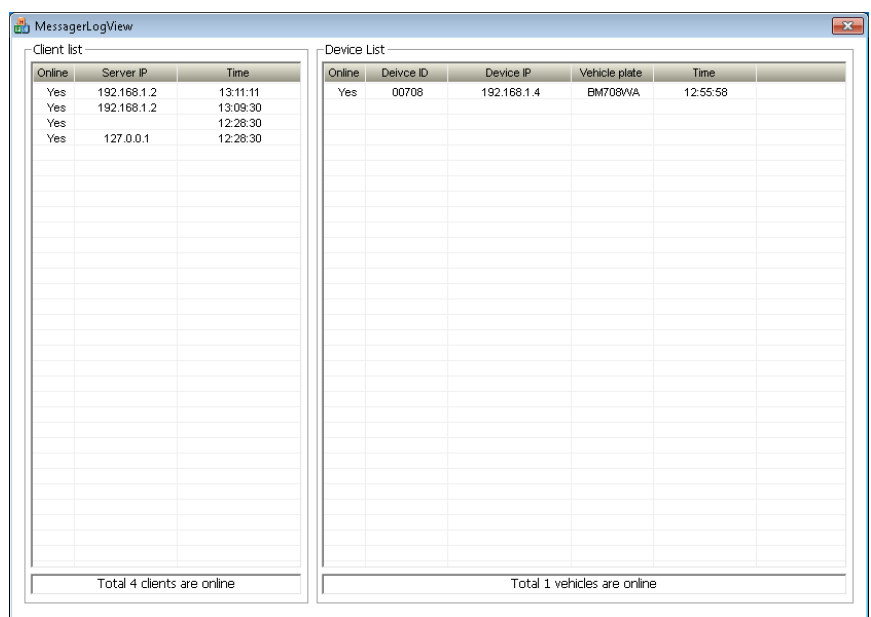 MessagerLogView
Client list
Online Server IP Time
Yes 192.168.1.2 13:11:11
Yes 192.168.1.2 13:09:30
Yes 12:28:30
Yes 127.0.0.1 12:28:30
Total 4 clients are online
Device List
Online Deivce ID Device IP Vehicle plate Time
Yes 00708 192.168.1.4 BM708WA 12:55:58
Total 1 vehicles are online